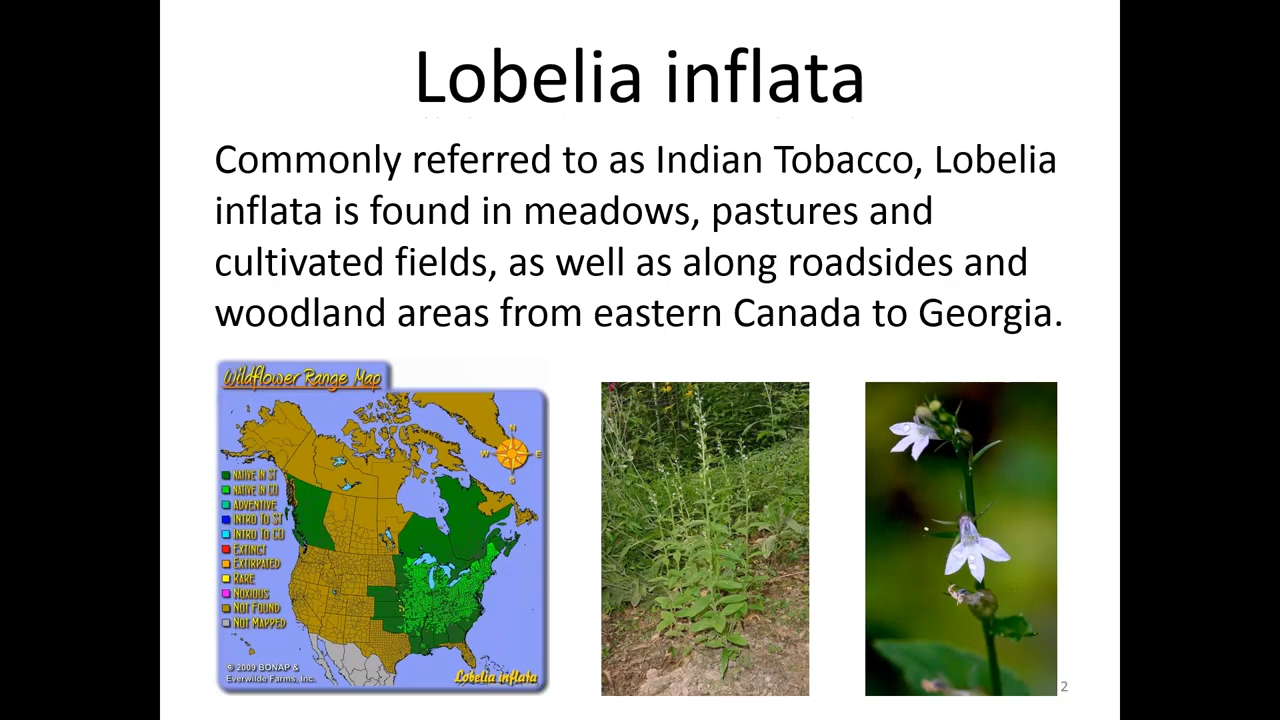 Lobelia inflata
Commonly referred to as Indian Tobacco, Lobelia
inflata is found in meadows, pastures and
cultivated fields, as well as along roadsides and
woodland areas from eastern Canada to Georgia.
Wildflower Range Map
N
W E
S
NATIVE IN ST
NATIVE IN CO
ADVENTIVE
INTRO TO ST
INTRO TO CO
EXTINCT
EXTIRPATED
RARE
NOXIOUS
NOT FOUND
NOT MAPPED
© 2009 BONAP &
Everwilde Farms, Inc.
Lobelia inflata
2